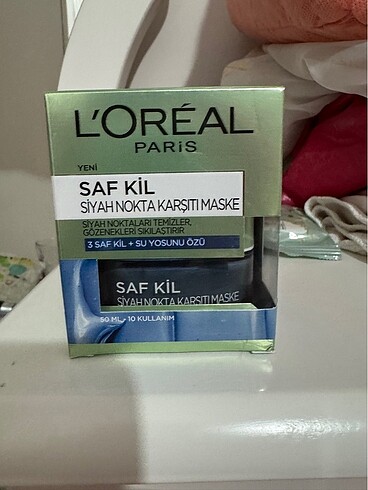 L'ORÉAL
PARIS
YENİ
SAF KİL
SİYAH NOKTA KARŞITI MASKE
SİYAH NOKTALARI TEMİZLER,
GÖZENEKLERİ SIKILAŞTIRIR
3 SAF KİL + SU YOSUNU ÖZÜ
SAF KİL
SİYAH NOKTA KARŞITI MASKE
50 ML - 10 KULLANIM